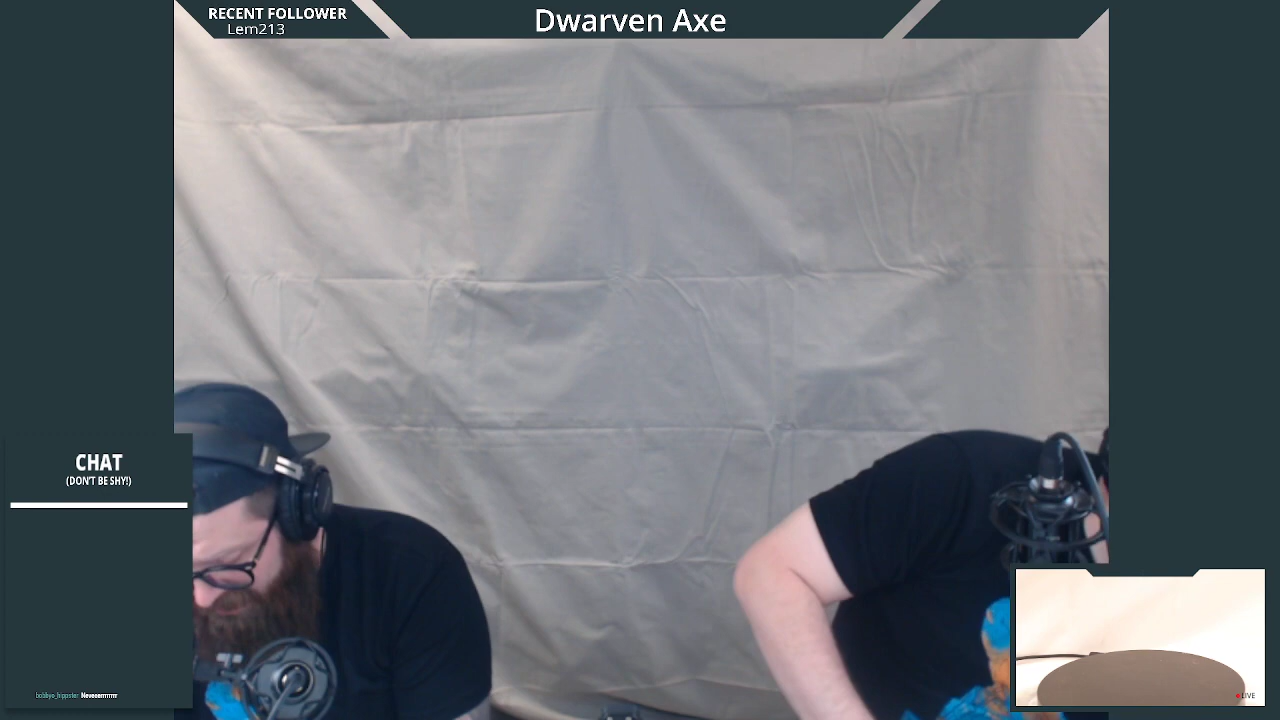 RECENT FOLLOWER
Lem213
Dwarven Axe
CHAT
(DON'T BE SHY!)
LIVE